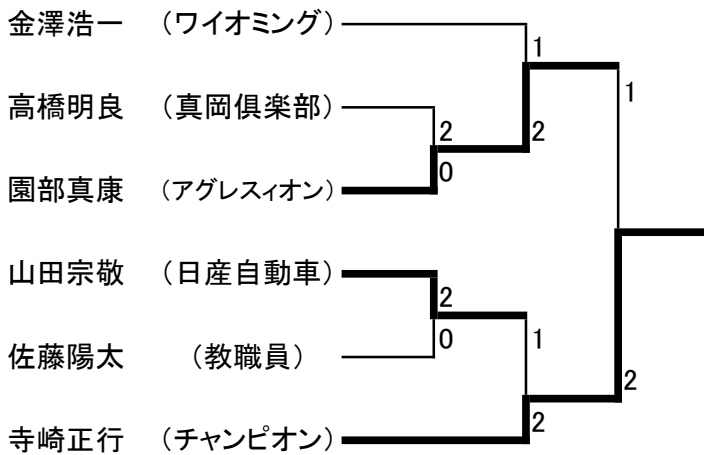 金澤浩一 （ワイオミング）
1
1
高橋明良 （真岡倶楽部）
2
2
0
園部真康 （アグレスィオン）
山田宗敬 （日産自動車）
2
0
1
佐藤陽太 （教職員）
2
2
寺崎正行 （チャンピオン）